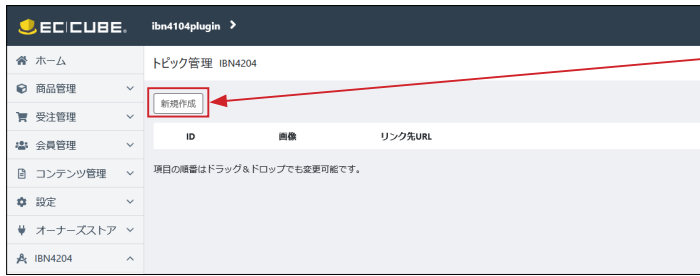 EC CUBE.
ibn4104plugin
ホーム
商品管理
受注管理
会員管理
コンテンツ管理
設定
オーナーズストア
IBN4204
トピック管理 IBN4204
新規作成
ID 画像 リンク先URL
項目の順番はドラッグ＆ドロップでも変更可能です。